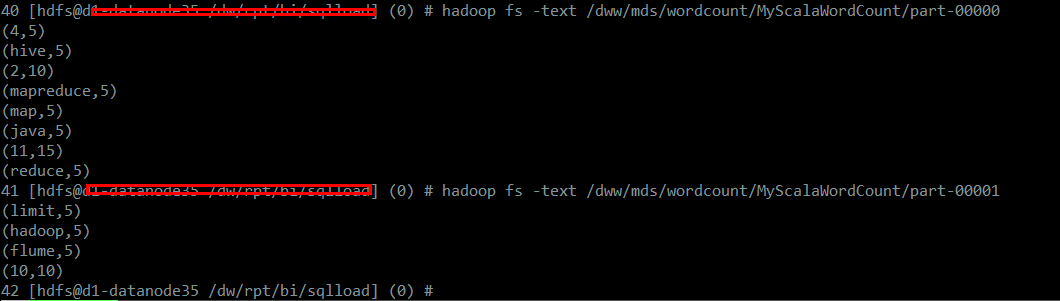 40 [hdfs@d1-datanode35 /dw/rpt/bi/sqlload] (0) # hadoop fs -text /dww/mds/wordcount/MyScalaWordCount/part-00000
(4,5)
(hive,5)
(2,10)
(mapreduce,5)
(map,5)
(java,5)
(11,15)
(reduce,5)
41 [hdfs@d1-datanode35 /dw/rpt/bi/sqlload] (0) # hadoop fs -text /dww/mds/wordcount/MyScalaWordCount/part-00001
(limit,5)
(hadoop,5)
(flume,5)
(10,10)
42 [hdfs@d1-datanode35 /dw/rpt/bi/sqlload] (0) #